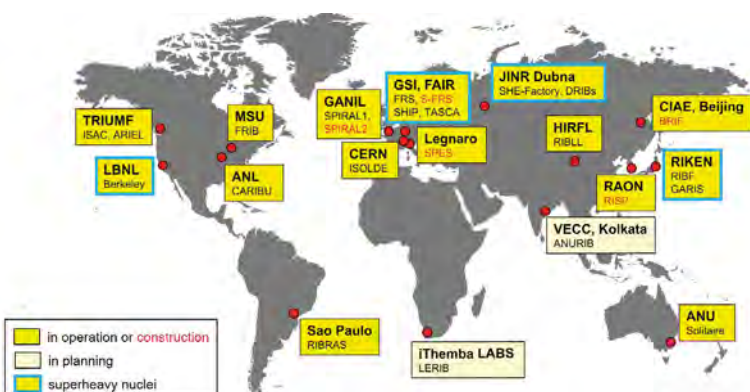 TRIUMF
ISAC, ARIEL
LBNL
Berkeley
MSU
FRIB
ANL
CARIBU
GANIL
SPIRAL1,
SPIRAL2
GSI, FAIR
FRS, S-FRS
SHIP, TASCA
CERN
ISOLDE
Legnaro
SPES
JINR Dubna
SHE-Factory, DRIBs
HIRFL
RIBLL
CIAE, Beijing
BRIF
RAON
RISP
RIKEN
RIBF
GARIS
VECC, Kolkata
ANURIB
Sao Paulo
RIBRAS
iThemba LABS
LERIB
ANU
Solitaire
in operation or construction
in planning
superheavy nuclei